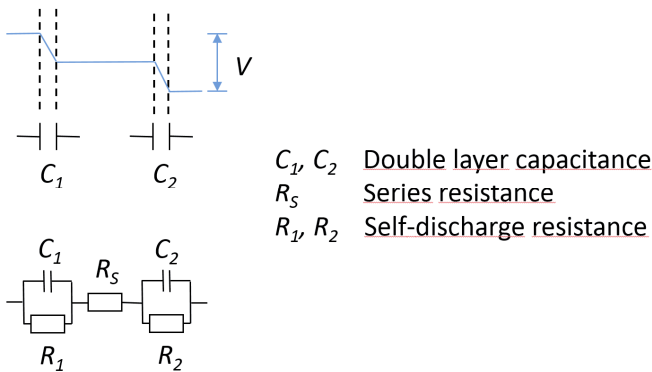 V
C1 C2
C1, C2 Double layer capacitance
RS Series resistance
R1, R2 Self-discharge resistance
C1 C2
RS
R1 R2